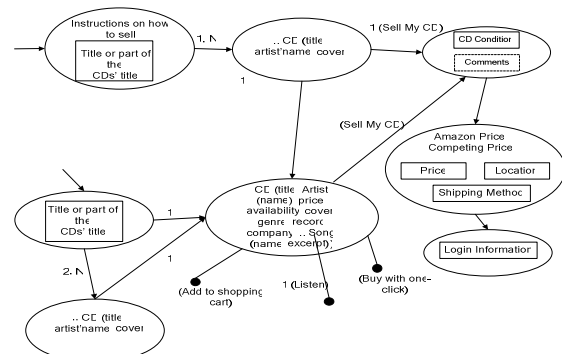 Instructions on how
to sell
Title or part of
the
CDs' title
1. N
.. CD (title
artist'name cover
1 (Sell My CD)
CD Condition
Comments
1
(Sell My CD)
Amazon Price
Competing Price
Price
Location
Shipping Method
Login Information
Title or part of
the
CDs' title
1
2. N
1
.. CD (title
artist'name cover
CD (title Artist
(name) price
availability cover
genre record
company .. Song
(name excerpt)
(Add to shopping
cart)
1 (Listen)
(Buy with one-
click)